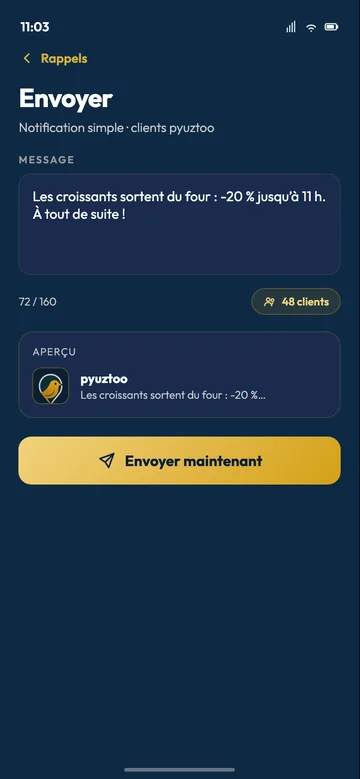 11:03
Rappels
Envoyer
Notification simple · clients pyuztoo
MESSAGE
Les croissants sortent du four : -20 % jusqu'à 11 h.
À tout de suite !
72 / 160
48 clients
APERÇU
pyuztoo
Les croissants sortent du four : -20 %...
Envoyer maintenant